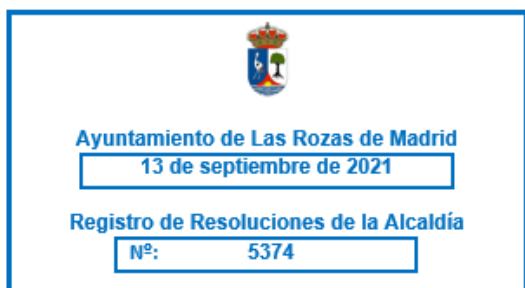 Ayuntamiento de Las Rozas de Madrid
13 de septiembre de 2021
Registro de Resoluciones de la Alcaldía
Nº: 5374